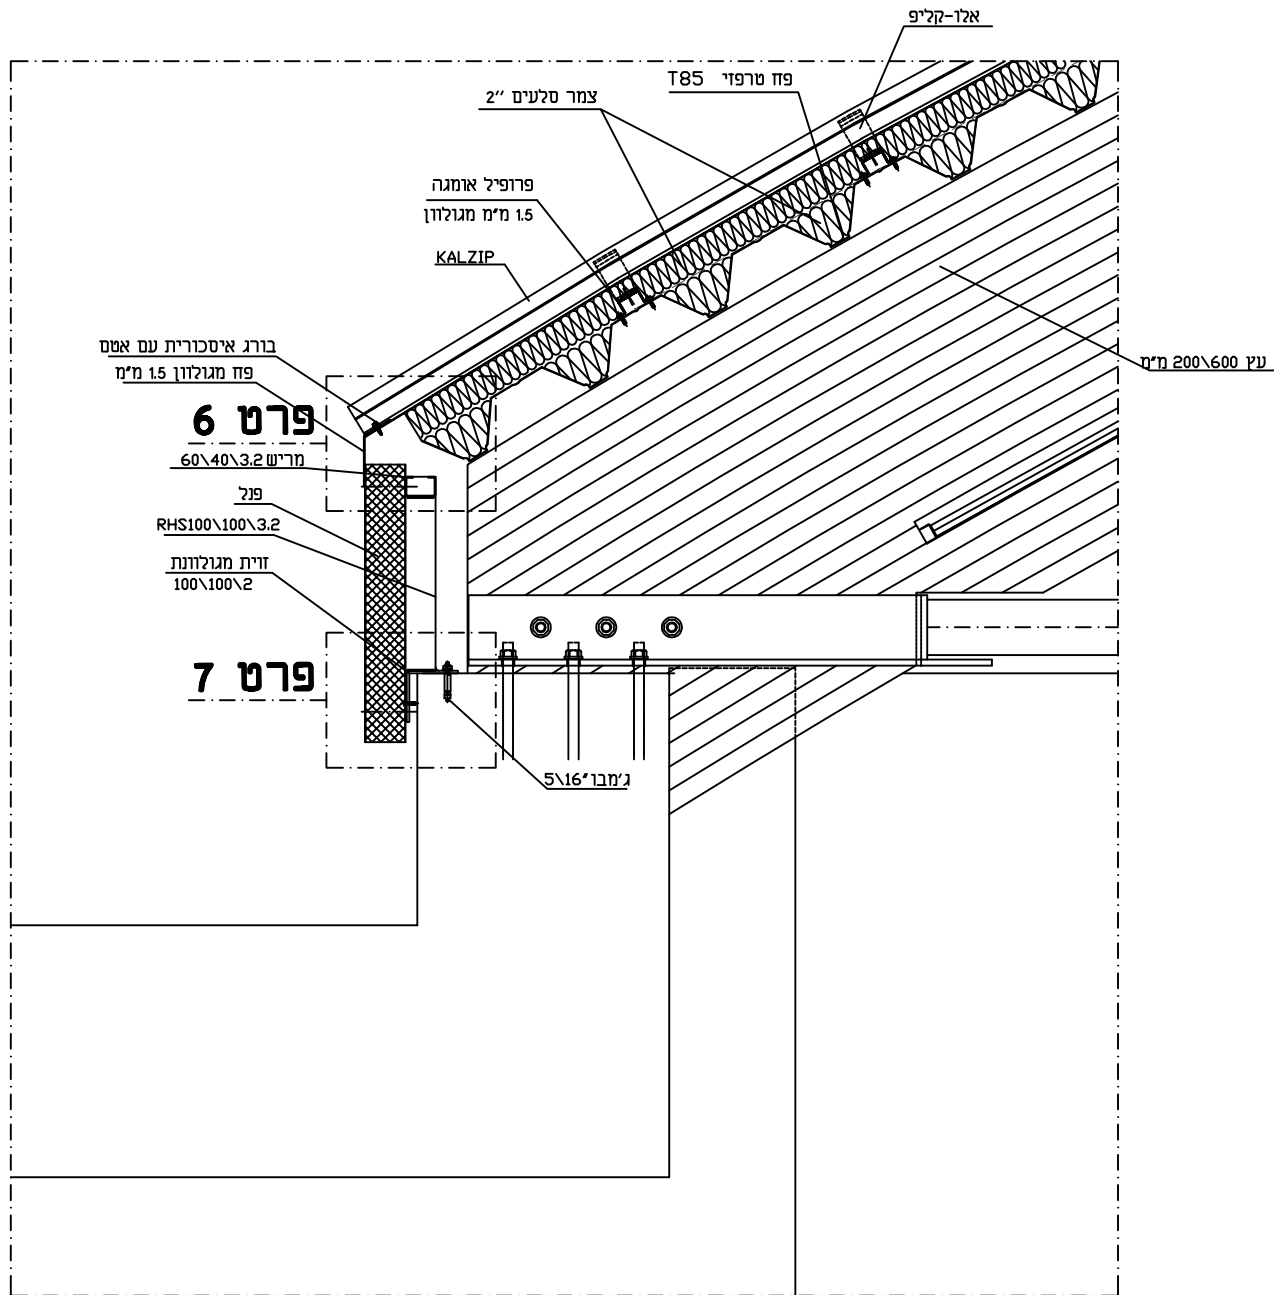 אלו-קליפ
פח טרפזי T85
צמר סלעים 2''
פרופיל אומגה
1.5 מ"מ מגולוון
KALZIP
בורג איסכורית עם אטם
פח מגולוון 1.5 מ"מ
עץ 200\600 מ"מ
פרט 6
מריש 60\40\3.2
פנל
RHS100\100\3.2
זוית מגולוונת
100\100\2
פרט 7
ג'מבו 5\16"